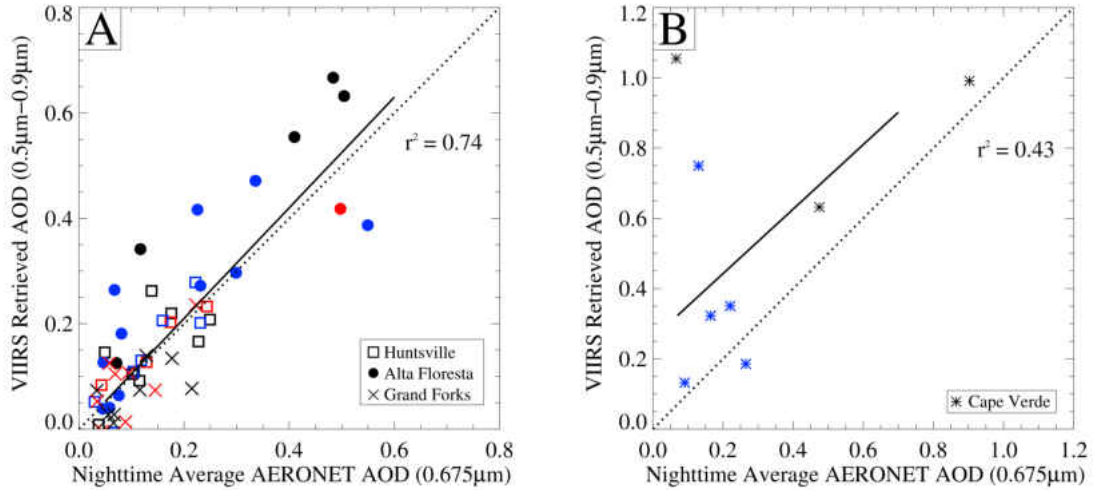 A
VIIRS Retrieved AOD (0.5µm−0.9µm)
0.8
0.6
0.4
0.2
0.0
r² = 0.74
Huntsville
Alta Floresta
Grand Forks
0.0 0.2 0.4 0.6 0.8
Nighttime Average AERONET AOD (0.675µm)
B
VIIRS Retrieved AOD (0.5µm−0.9µm)
1.2
1.0
0.8
0.6
0.4
0.2
0.0
r² = 0.43
Cape Verde
0.0 0.2 0.4 0.6 0.8 1.0 1.2
Nighttime Average AERONET AOD (0.675µm)